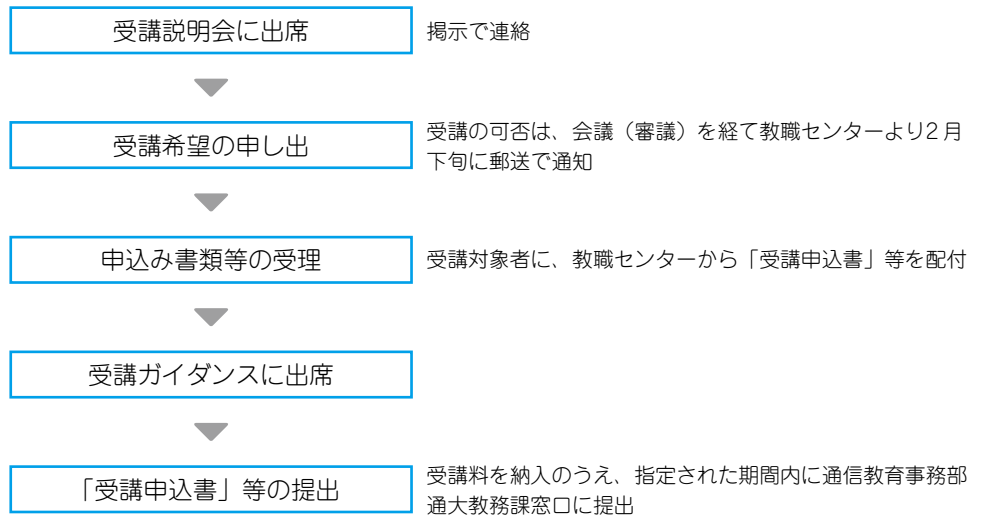 受講説明会に出席
掲示で連絡
受講希望の申し出
受講の可否は、会議（審議）を経て教職センターより2月
下旬に郵送で通知
申込み書類等の受理
受講対象者に、教職センターから「受講申込書」等を配付
受講ガイダンスに出席
「受講申込書」等の提出
受講料を納入のうえ、指定された期間内に通信教育事務部
通大教務課窓口に提出